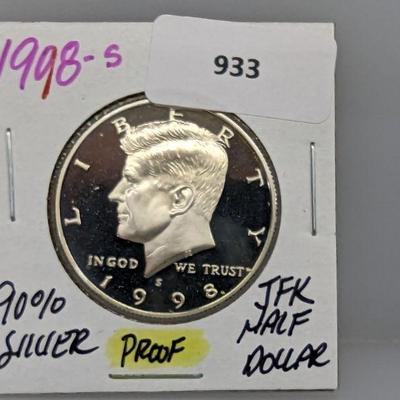 1998-S
933
LIBERTY
IN GOD WE TRUST
S
1998
90%
SILVER
PROOF
JFK
HALF
DOLLAR